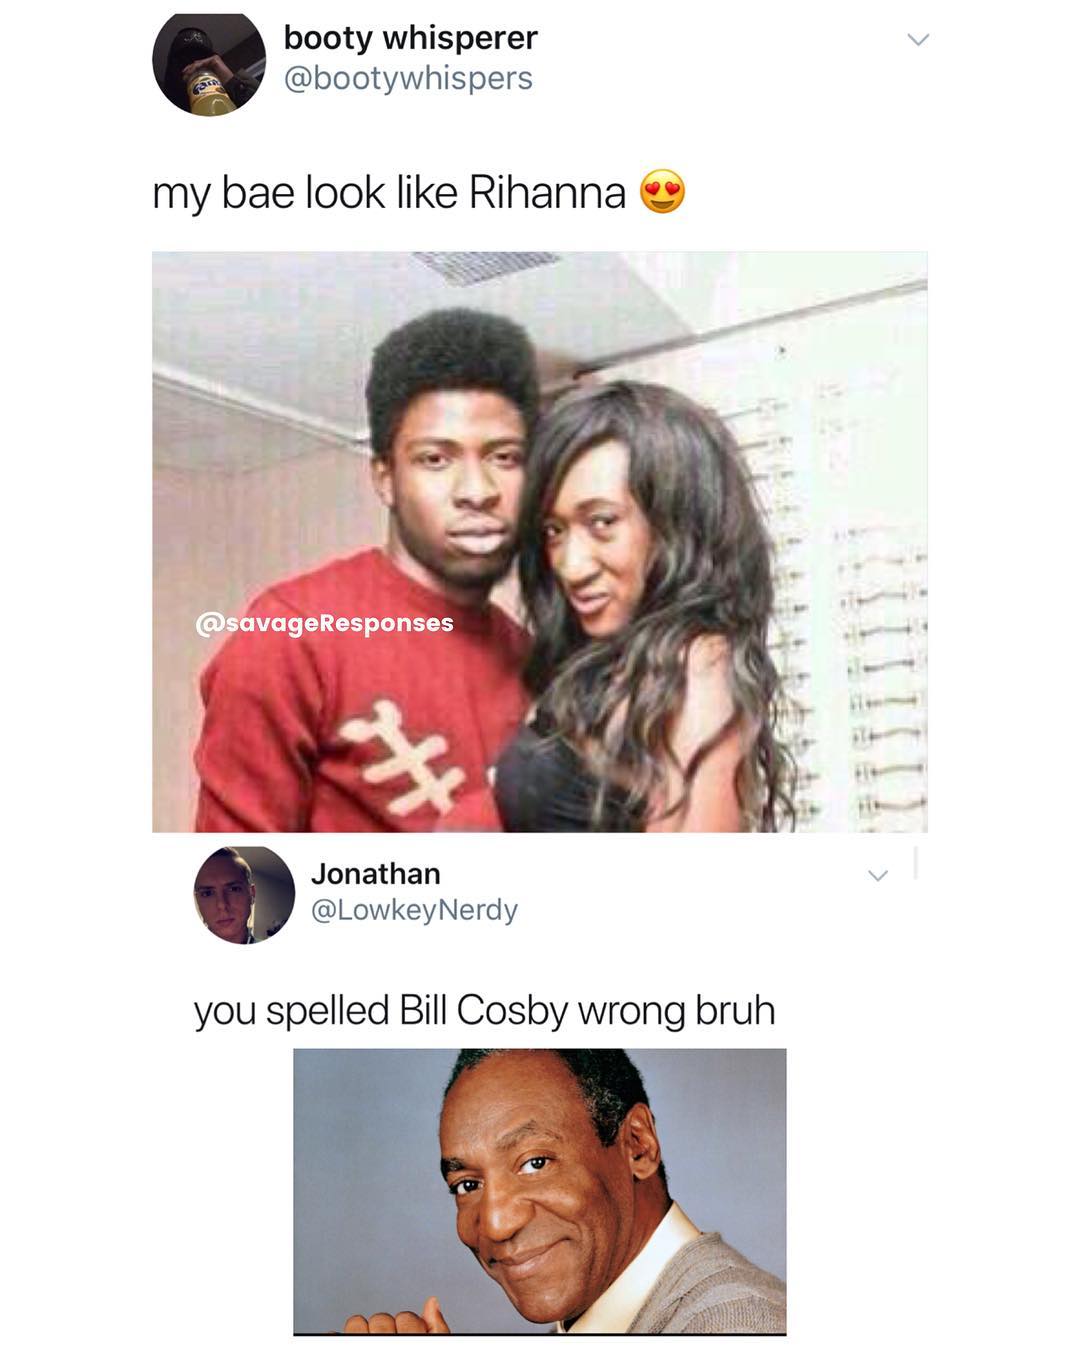 booty whisperer
@bootywhispers
my bae look like Rihanna 😍
@savageResponses
Jonathan
@LowkeyNerdy
you spelled Bill Cosby wrong bruh